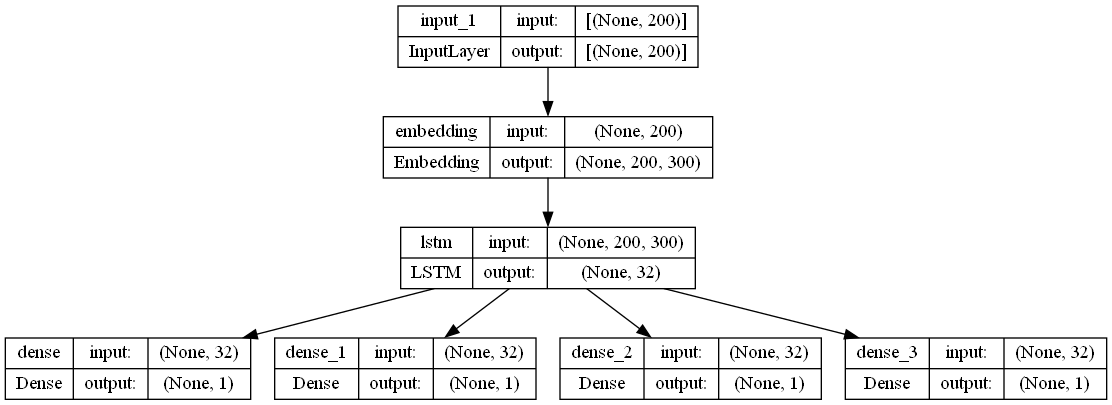 input_1 input: [(None, 200)]
InputLayer output: [(None, 200)]
embedding input: (None, 200)
Embedding output: (None, 200, 300)
lstm input: (None, 200, 300)
LSTM output: (None, 32)
dense input: (None, 32) dense_1 input: (None, 32) dense_2 input: (None, 32) dense_3 input: (None, 32)
Dense output: (None, 1) Dense output: (None, 1) Dense output: (None, 1) Dense output: (None, 1)